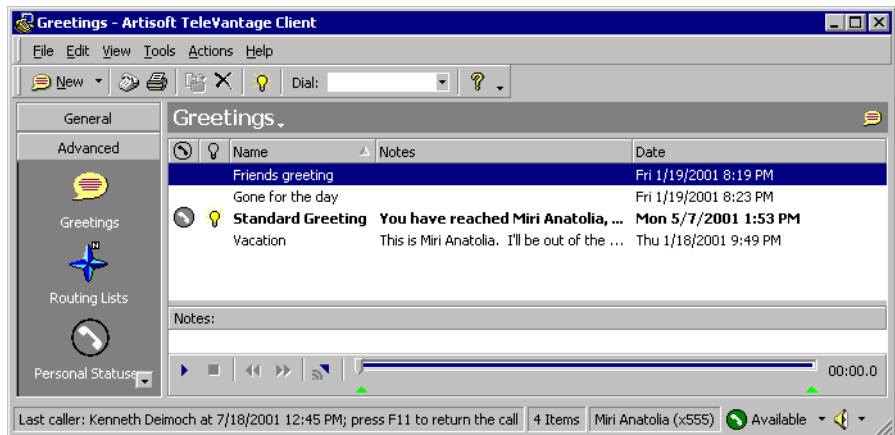 Greetings - Artisoft TeleVantage Client
File Edit View Tools Actions Help
New Dial:
General
Advanced
Greetings
Routing Lists
Personal Statuse
Greetings
Name Notes Date
Friends greeting Fri 1/19/2001 8:19 PM
Gone for the day Fri 1/19/2001 8:23 PM
Standard Greeting You have reached Miri Anatolia, ... Mon 5/7/2001 1:53 PM
Vacation This is Miri Anatolia. I'll be out of the ... Thu 1/18/2001 9:49 PM
Notes:
00:00.0
Last caller: Kenneth Deimoch at 7/18/2001 12:45 PM; press F11 to return the call 4 Items Miri Anatolia (x555) Available